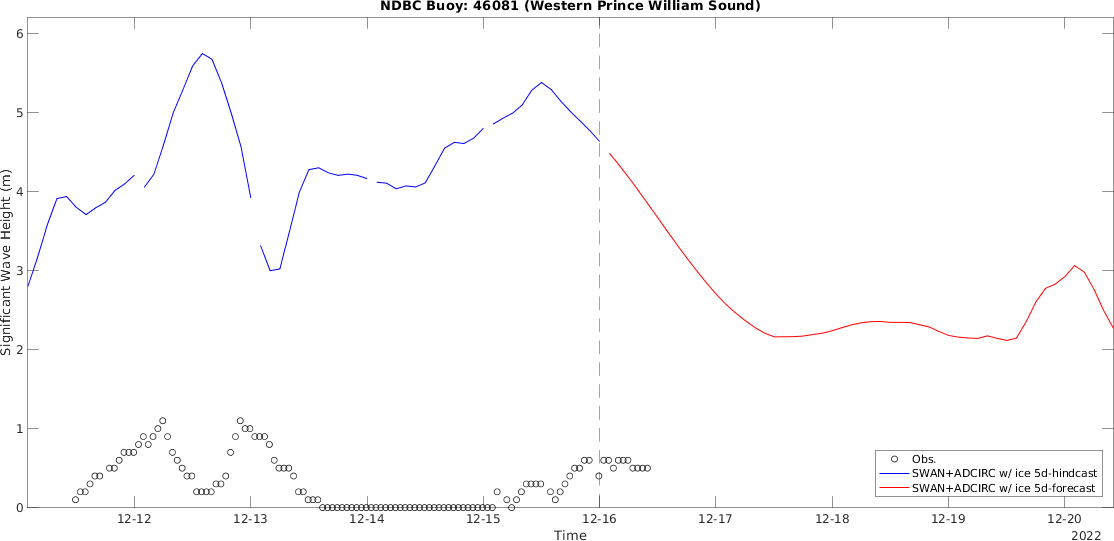 NDBC Buoy: 46081 (Western Prince William Sound)
Significant Wave Height (m)
6
5
4
3
2
1
0
Obs.
SWAN+ADCIRC w/ ice 5d-hindcast
SWAN+ADCIRC w/ ice 5d-forecast
12-12
12-13
12-14
12-15
12-16
12-17
12-18
12-19
12-20
Time
2022